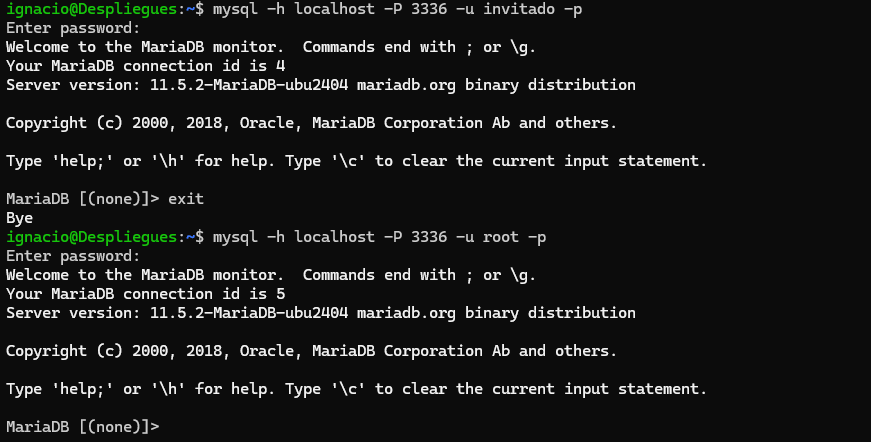 ignacio@Despliegues:~$ mysql -h localhost -P 3336 -u invitado -p
Enter password:
Welcome to the MariaDB monitor.  Commands end with ; or \g.
Your MariaDB connection id is 4
Server version: 11.5.2-MariaDB-ubu2404 mariadb.org binary distribution

Copyright (c) 2000, 2018, Oracle, MariaDB Corporation Ab and others.

Type 'help;' or '\h' for help. Type '\c' to clear the current input statement.

MariaDB [(none)]> exit
Bye
ignacio@Despliegues:~$ mysql -h localhost -P 3336 -u root -p
Enter password:
Welcome to the MariaDB monitor.  Commands end with ; or \g.
Your MariaDB connection id is 5
Server version: 11.5.2-MariaDB-ubu2404 mariadb.org binary distribution

Copyright (c) 2000, 2018, Oracle, MariaDB Corporation Ab and others.

Type 'help;' or '\h' for help. Type '\c' to clear the current input statement.

MariaDB [(none)]>